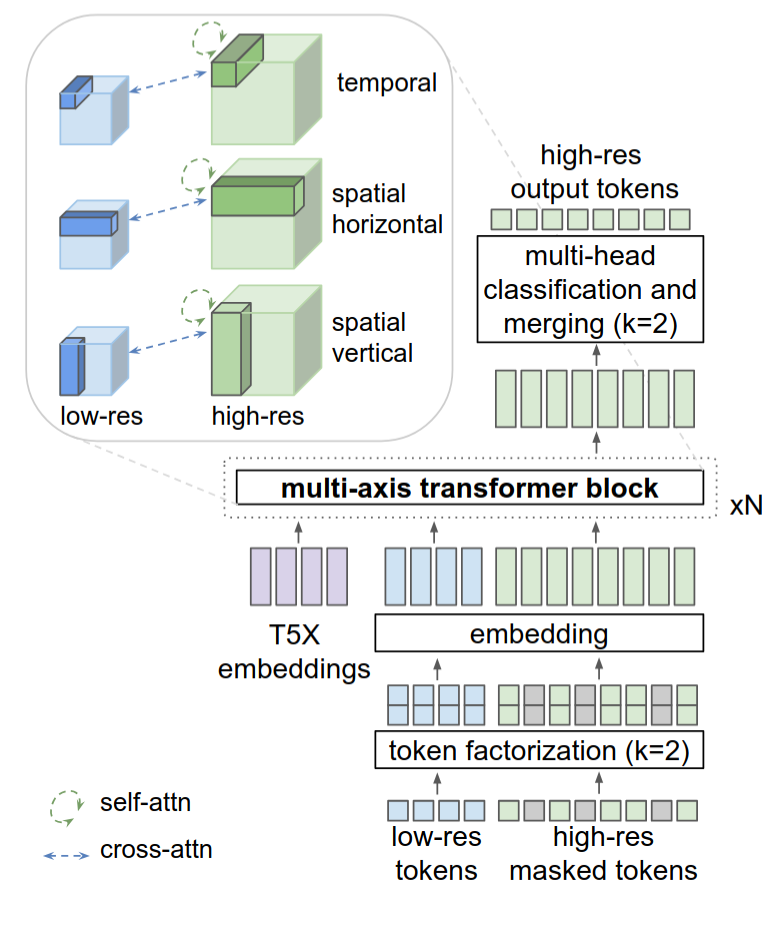 temporal
spatial
horizontal
spatial
vertical
low-res
high-res
high-res
output tokens
multi-head
classification and
merging (k=2)
multi-axis transformer block
xN
T5X
embeddings
embedding
token factorization (k=2)
low-res
tokens
high-res
masked tokens
self-attn
cross-attn